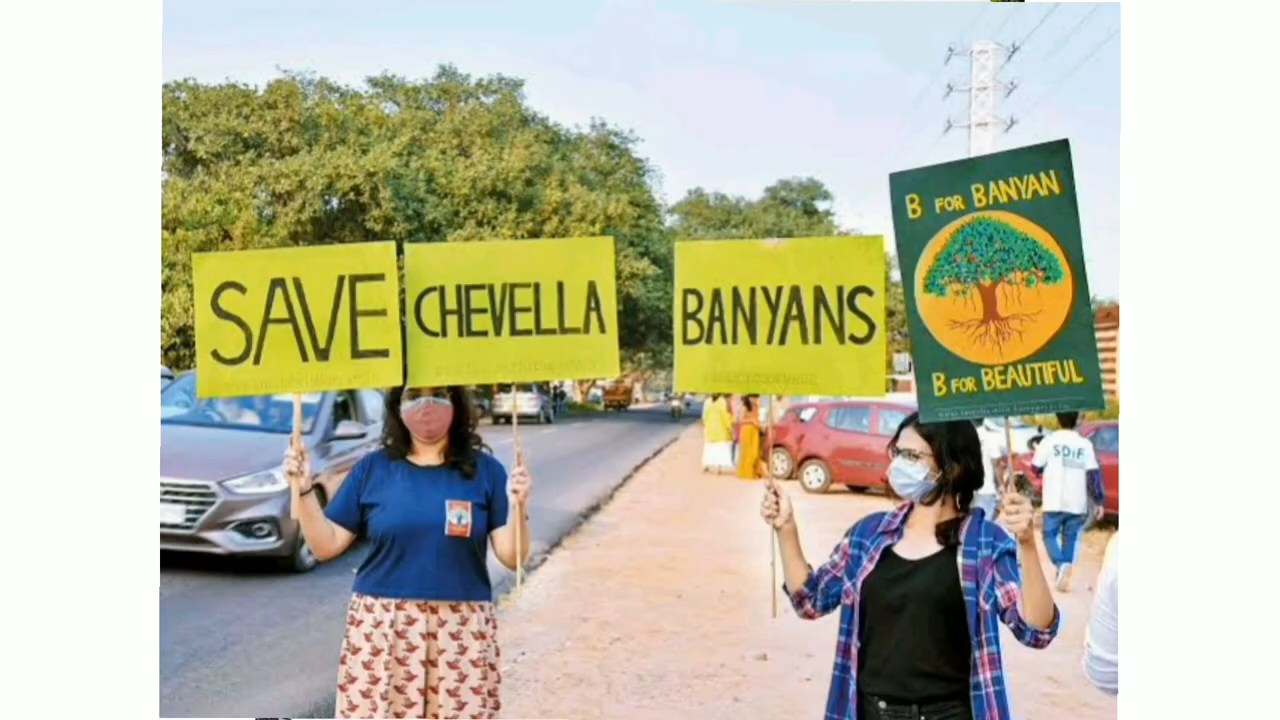 SAVE
CHEVELLA
BANYANS
B FOR BANYAN
B FOR BEAUTIFUL
SDIF